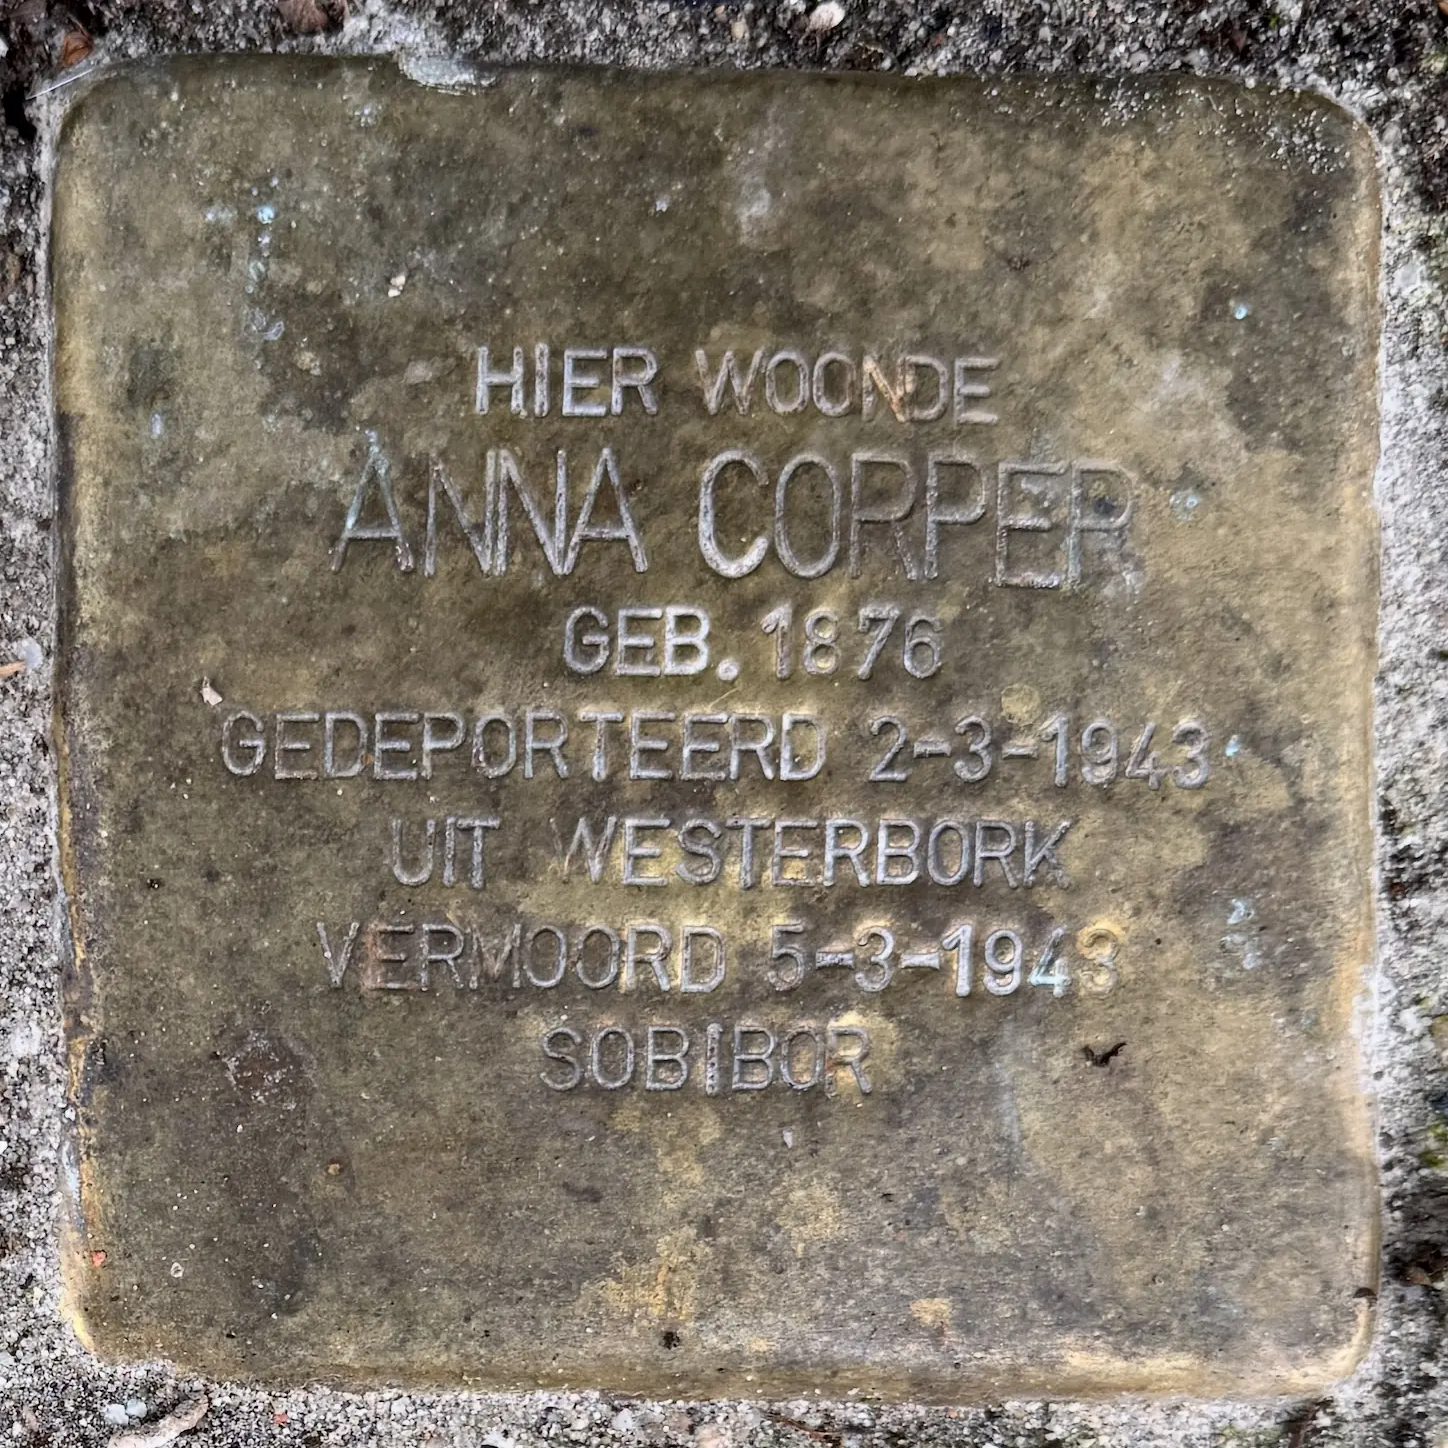 HIER WOONDE
ANNA CORPER
GEB. 1876
GEDEPORTEERD 2-3-1943
UIT WESTERBORK
VERMOORD 5-3-1943
SOBIBOR